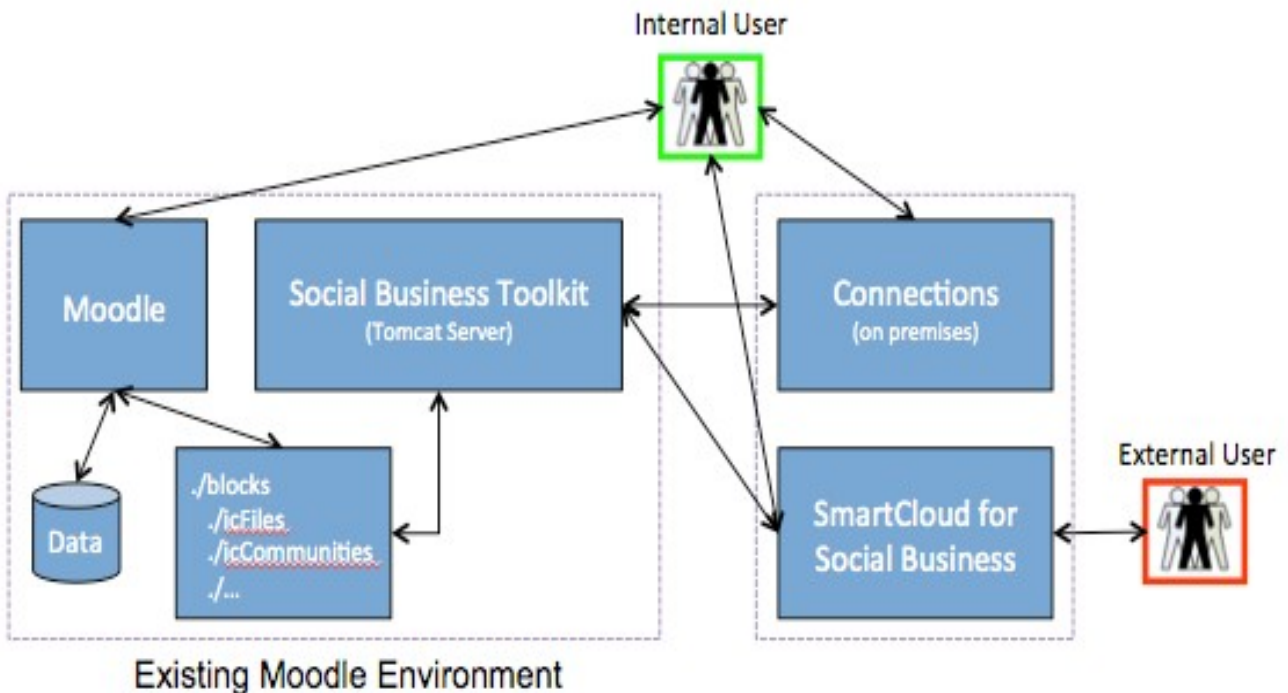 Internal User
Moodle
Social Business Toolkit
(Tomcat Server)
Connections
(on premises)
Data
./blocks
./icFiles
./icCommunities
./...
SmartCloud for
Social Business
External User
Existing Moodle Environment